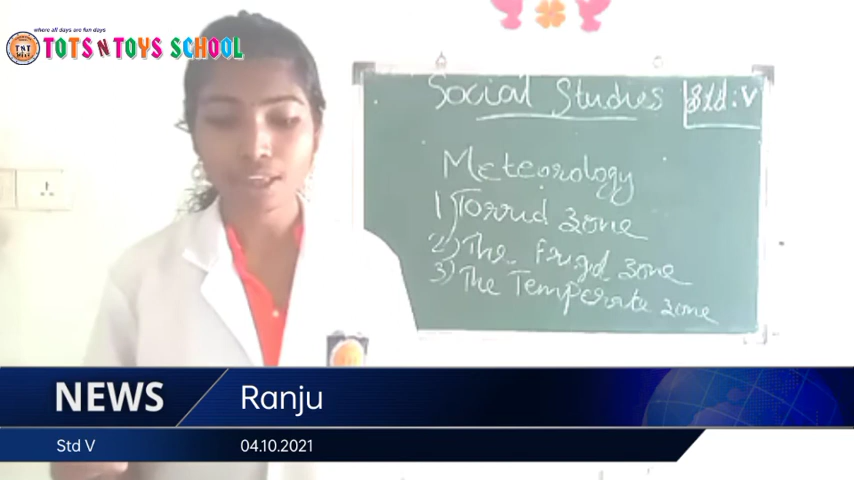 where all days are fun days
TOTS N TOYS SCHOOL
TNT
Social Studies
Std: V
Meteorology
1) Torrid zone
2) The Frigid zone
3) The Temperate zone
NEWS
Ranju
Std V
04.10.2021